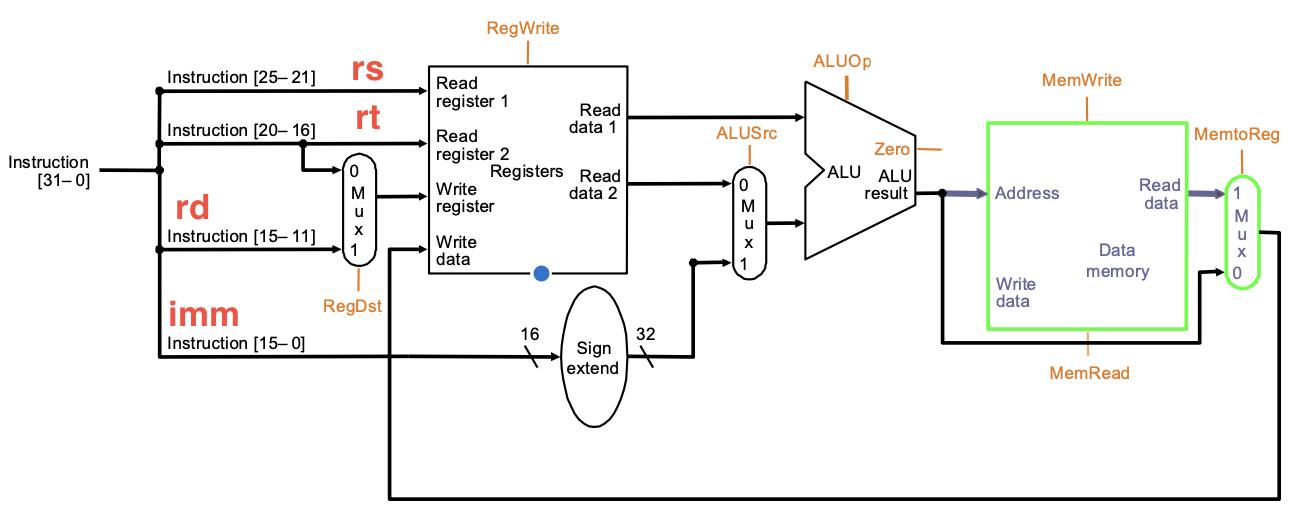 RegWrite
ALUOp
MemWrite
Instruction [25– 21]
rs
Read
register 1
Read
data 1
ALUSrc
MemtoReg
Instruction [20– 16]
rt
Read
register 2
Registers
Zero
Instruction
[31– 0]
0
M
u
x
1
Write
register
Read
data 2
0
M
u
x
1
ALU
ALU
result
Address
Read
data
1
M
u
x
0
rd
Instruction [15– 11]
Write
data
Data
memory
Write
data
RegDst
imm
Instruction [15– 0]
16
Sign
extend
32
MemRead